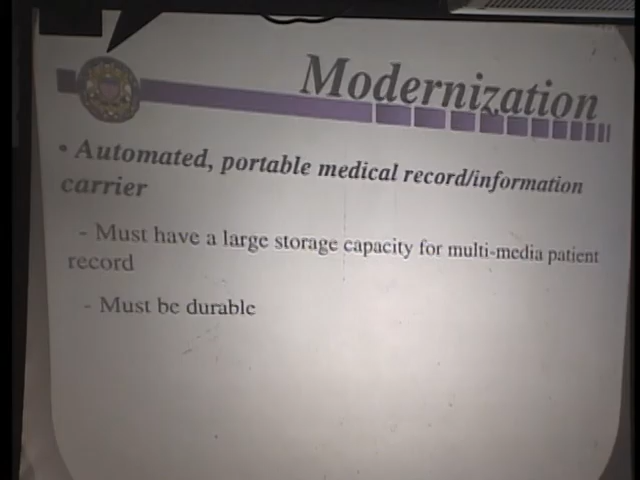 Modernization
• Automated, portable medical record/information
carrier
- Must have a large storage capacity for multi-media patient
record
- Must be durable